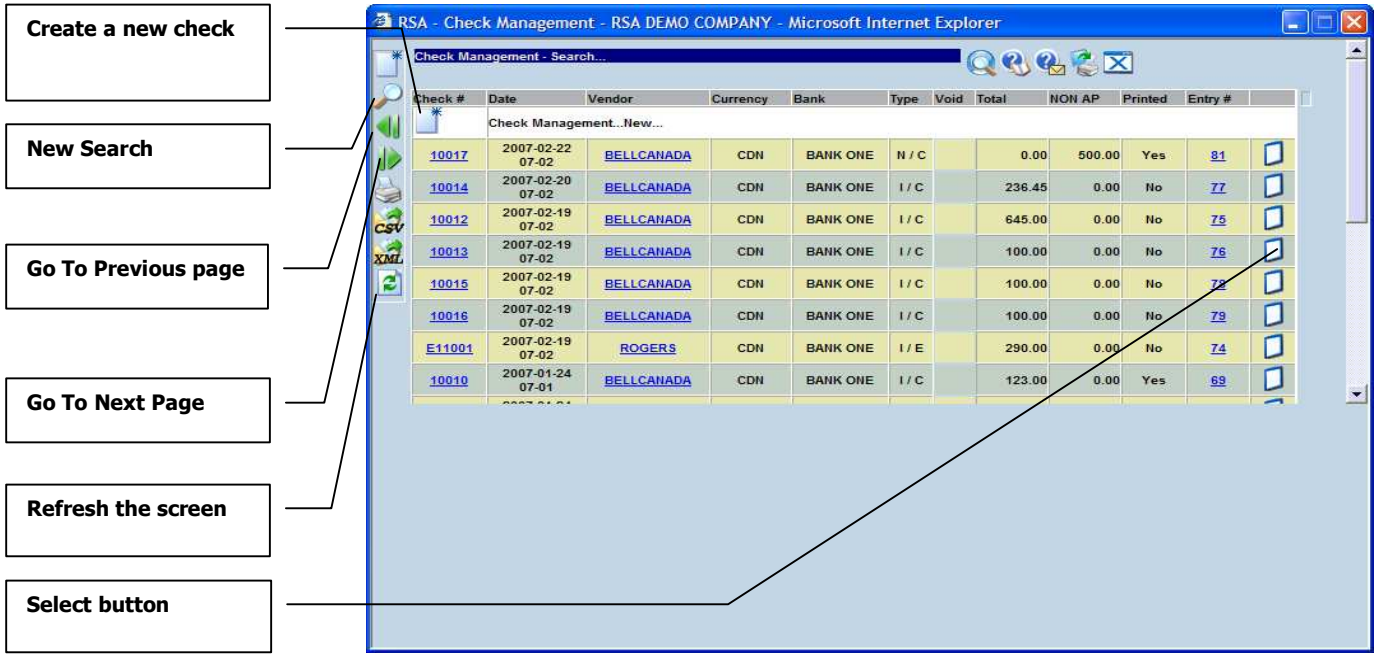 Create a new check
New Search
Go To Previous page
Go To Next Page
Refresh the screen
Select button
RSA - Check Management - RSA DEMO COMPANY - Microsoft Internet Explorer
Check Management - Search...
Check # Date Vendor Currency Bank Type Void Total NON AP Printed Entry #
Check Management...New...
10017 2007-02-22 07-02 BELLCANADA CDN BANK ONE N / C 0.00 500.00 Yes 81
10014 2007-02-20 07-02 BELLCANADA CDN BANK ONE I / C 236.45 0.00 No 77
10012 2007-02-19 07-02 BELLCANADA CDN BANK ONE I / C 645.00 0.00 No 75
10013 2007-02-19 07-02 BELLCANADA CDN BANK ONE I / C 100.00 0.00 No 76
10015 2007-02-19 07-02 BELLCANADA CDN BANK ONE I / C 100.00 0.00 No 78
10016 2007-02-19 07-02 BELLCANADA CDN BANK ONE I / C 100.00 0.00 No 79
E11001 2007-02-19 07-02 ROGERS CDN BANK ONE I / E 290.00 0.00 No 74
10010 2007-01-24 07-01 BELLCANADA CDN BANK ONE I / C 123.00 0.00 Yes 69
CSV
XML